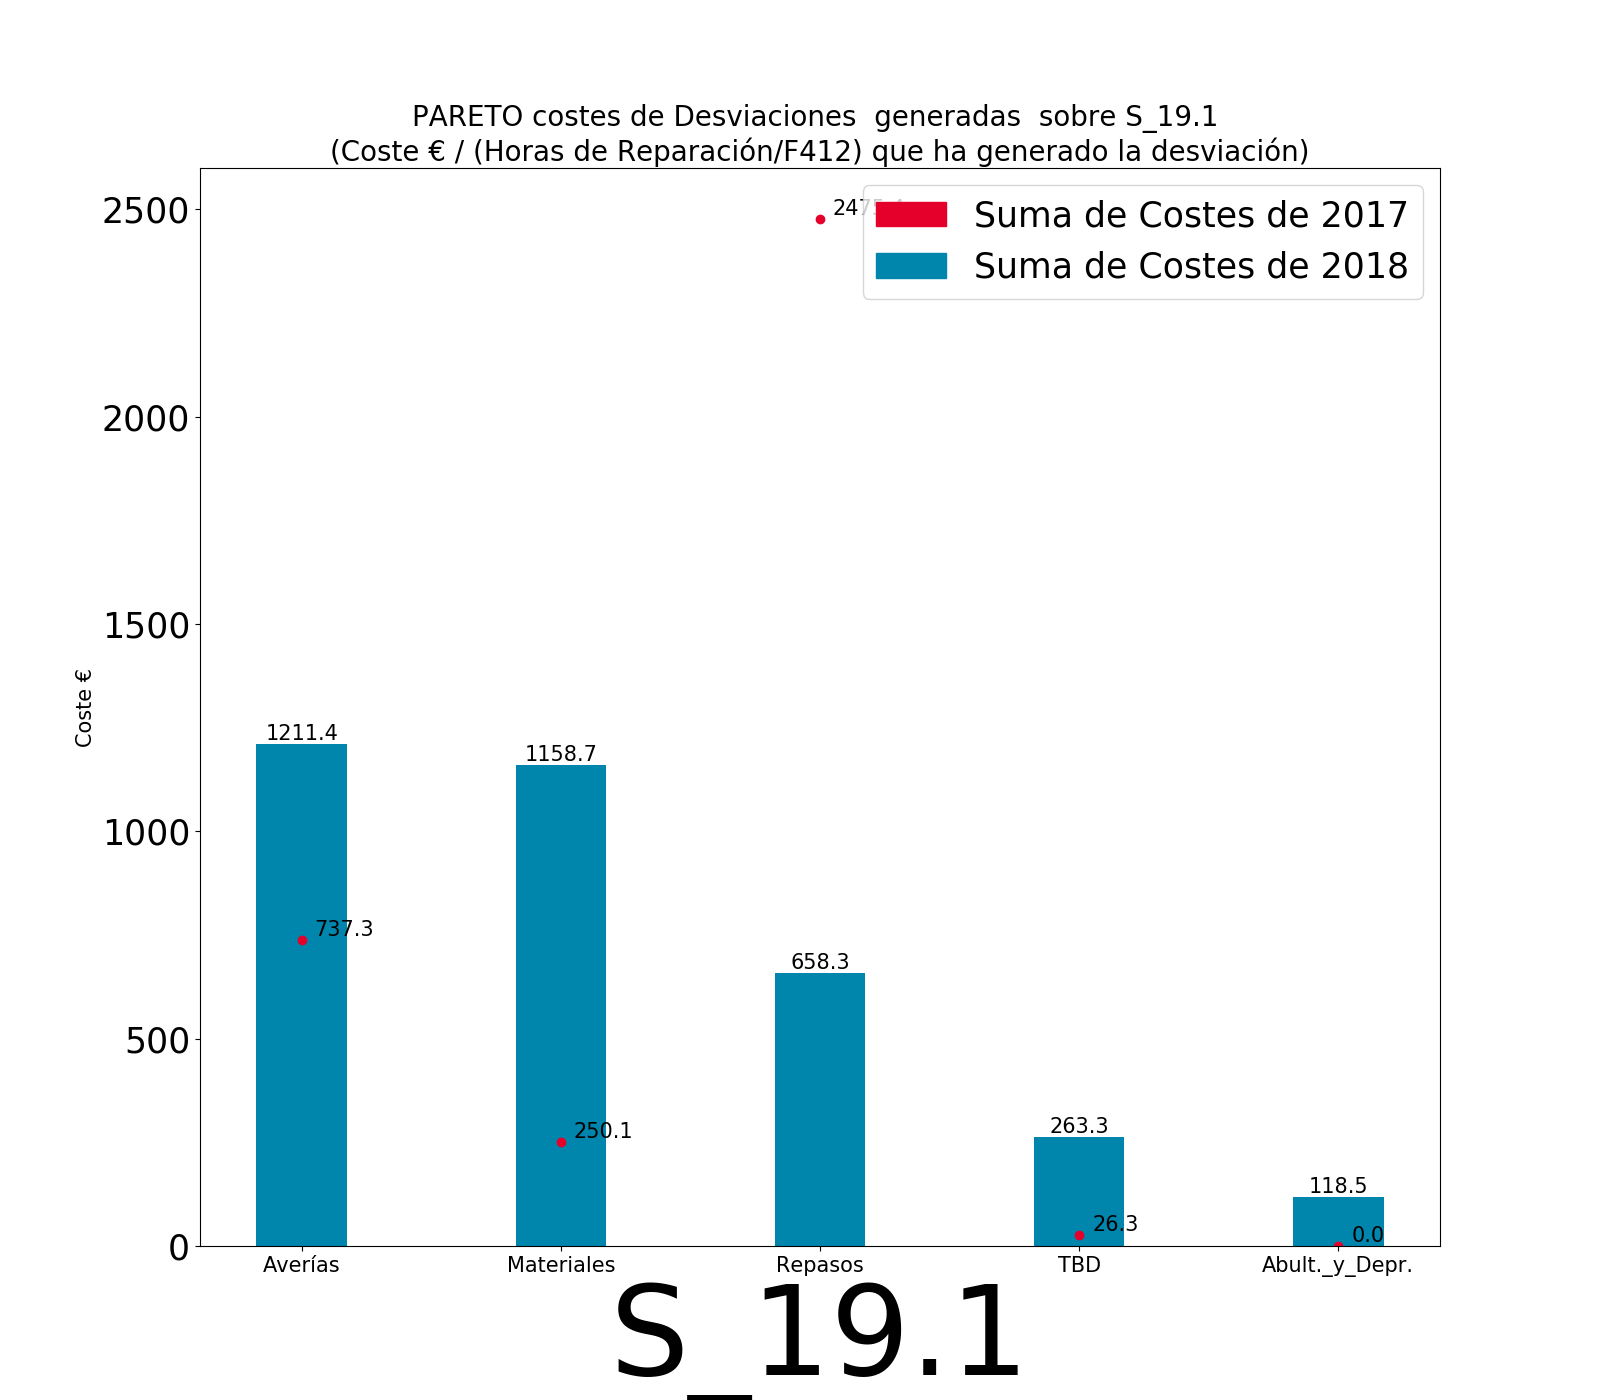 PARETO costes de Desviaciones  generadas  sobre S_19.1
(Coste € / (Horas de Reparación/F412) que ha generado la desviación)
Suma de Costes de 2017
Suma de Costes de 2018
2500
2000
1500
1000
500
0
Coste €
1211.4
737.3
1158.7
250.1
658.3
263.3
26.3
118.5
0.0
Averías
Materiales
Repasos
TBD
Abult._y_Depr.
S_19.1